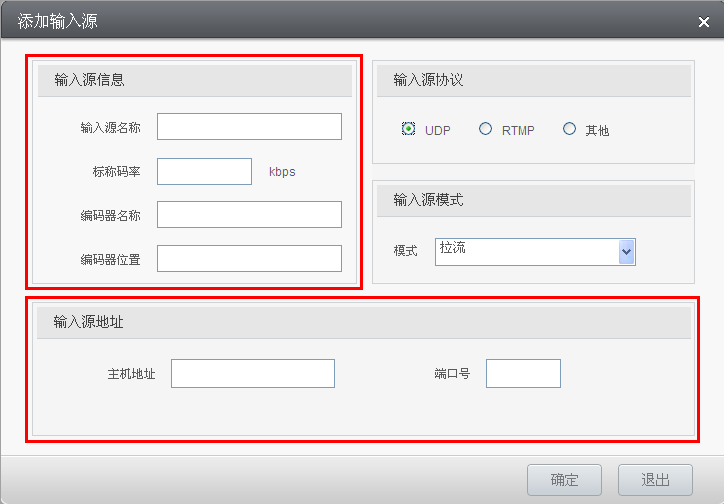 添加输入源
输入源信息
输入源名称
标称码率 kbps
编码器名称
编码器位置
输入源协议
UDP RTMP 其他
输入源模式
模式 拉流
输入源地址
主机地址 端口号
确定 退出